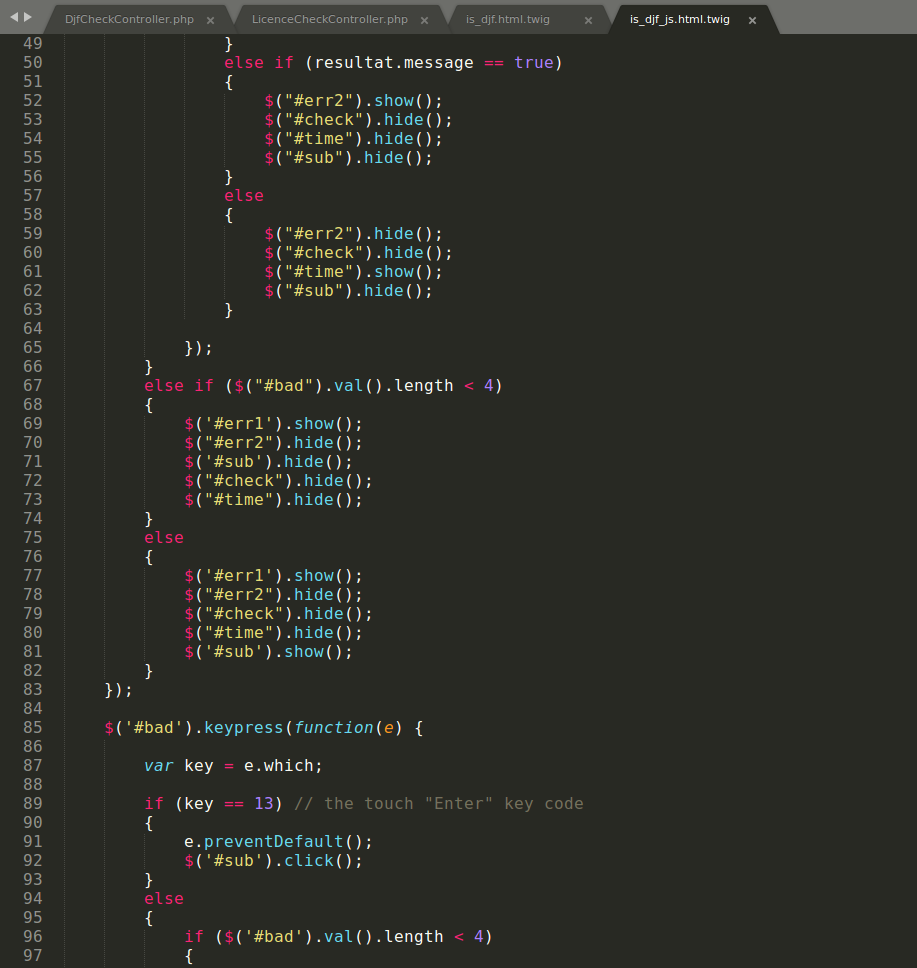 DjfCheckController.php × LicenceCheckController.php × is_djf.html.twig × is_djf_js.html.twig ×
49 }
50 else if (resultat.message == true)
51 {
52 $("#err2").show();
53 $("#check").hide();
54 $("#time").hide();
55 $("#sub").hide();
56 }
57 else
58 {
59 $("#err2").hide();
60 $("#check").hide();
61 $("#time").show();
62 $("#sub").hide();
63 }
64
65 });
66 }
67 else if ($("#bad").val().length < 4)
68 {
69 $('#err1').show();
70 $("#err2").hide();
71 $('#sub').hide();
72 $("#check").hide();
73 $("#time").hide();
74 }
75 else
76 {
77 $('#err1').show();
78 $("#err2").hide();
79 $("#check").hide();
80 $("#time").hide();
81 $('#sub').show();
82 }
83 });
84
85 $('#bad').keypress(function(e) {
86
87 var key = e.which;
88
89 if (key == 13) // the touch "Enter" key code
90 {
91 e.preventDefault();
92 $('#sub').click();
93 }
94 else
95 {
96 if ($('#bad').val().length < 4)
97 {